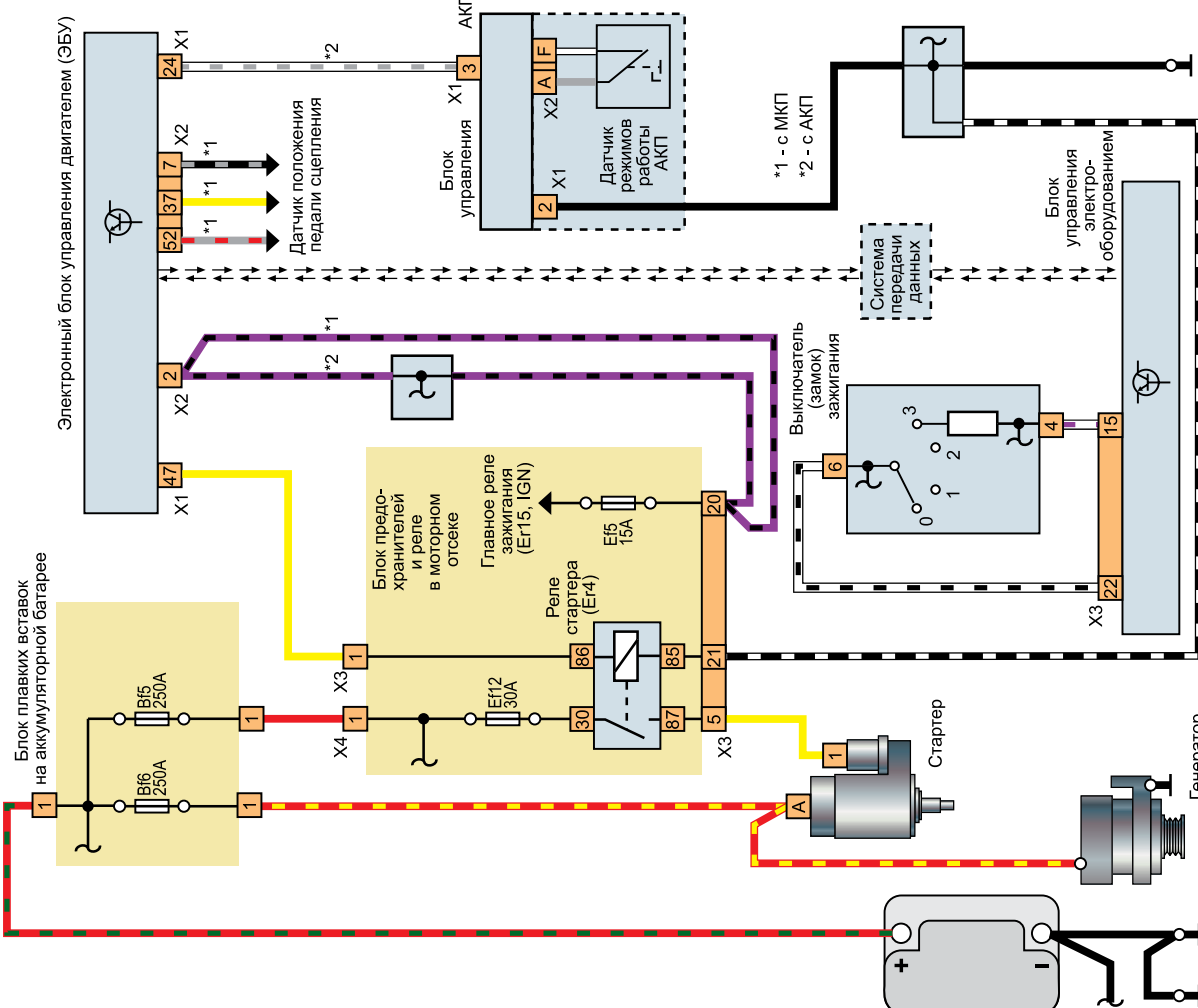 Электронный блок управления двигателем (ЭБУ)
24
X1
*2
X2
7
*1
37
*1
52
*1
Датчик положения
педали сцепления
2
X2
*1
*2
47
X1
АКП
3
X1
Блок
управления
A
F
X2
Датчик
режимов
работы
АКП
2
X1
*1 - с МКП
*2 - с АКП
Система
передачи
данных
Блок
управления
электро-
оборудованием
Выключатель
(замок)
зажигания
6
0
1
2
3
4
15
22
X3
Блок плавких вставок
на аккумуляторной батарее
1
Bf5
250A
Bf6
250A
1
1
X3
1
X4
1
Блок предо-
хранителей
и реле
в моторном
отсеке
Главное реле
зажигания
(Er15, IGN)
Ef5
15A
Реле
стартера
(Er4)
Ef12
30A
86
30
85
87
20
21
5
X3
1
A
Стартер
Генератор
+
–